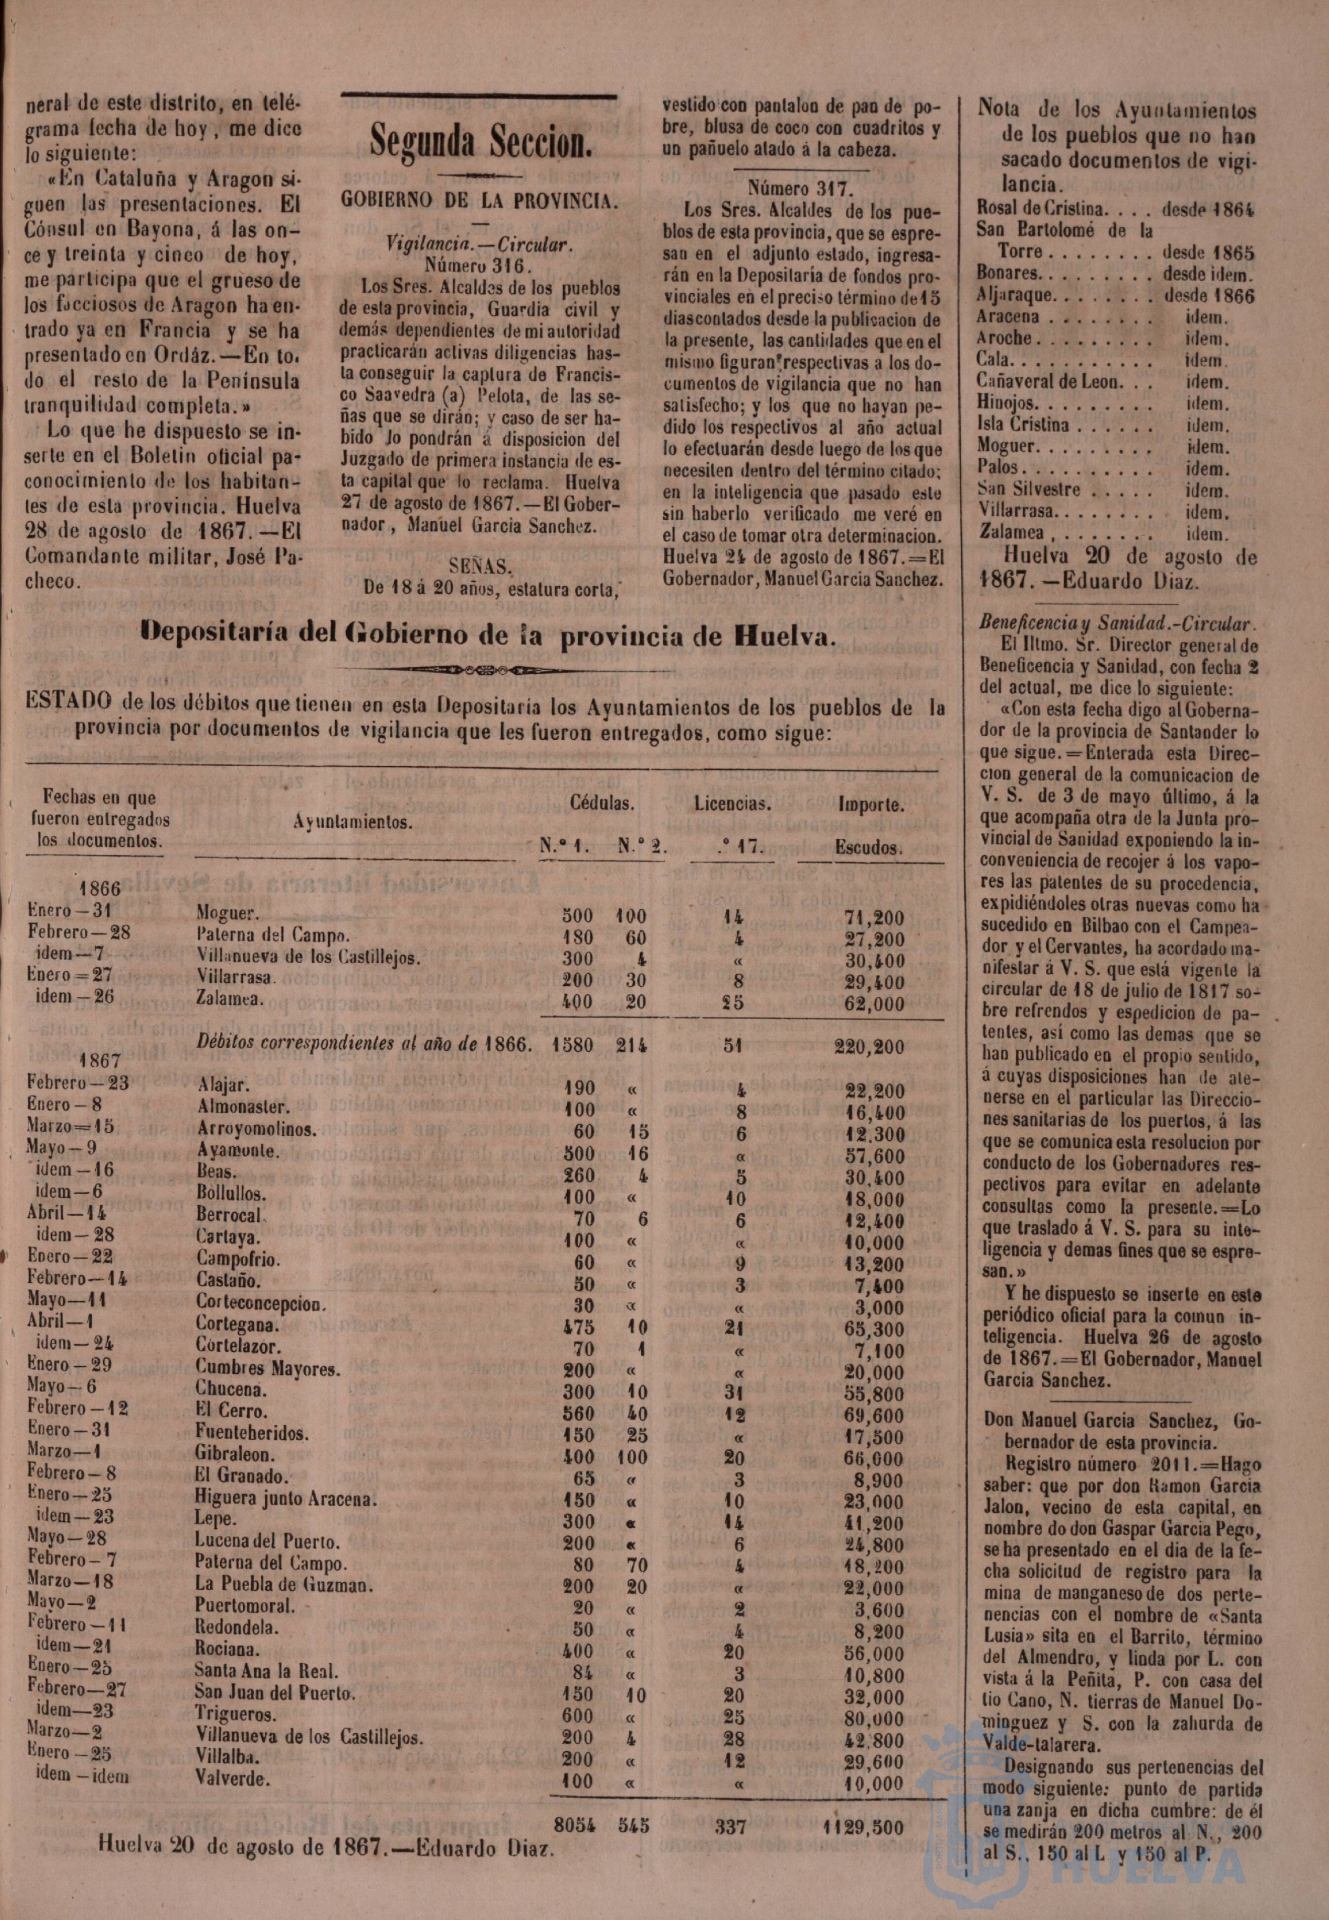 neral de este distrito, en telé-
grama fecha de hoy, me dice
lo siguiente:
«En Cataluña y Aragon si-
guen las presentaciones. El
Cónsul en Bayona, á las on-
ce y treinta y cinco de hoy,
me participa que el grueso de
los facciosos de Aragon ha en-
trado ya en Francia y se ha
presentado en Ordáz.—En to-
do el resto de la Península
tranquilidad completa.»
Lo que he dispuesto se in-
serte en el Boletin oficial pa-
conocimiento de los habitan-
tes de esta provincia. Huelva
28 de agosto de 1867.—El
Comandante militar, José Pa-
checo.
Segunda Seccion.
GOBIERNO DE LA PROVINCIA.
Vigilancia.—Circular.
Número 316.
Los Sres. Alcaldes de los pueblos
de esta provincia, Guardia civil y
demás dependientes de mi autoridad
practicarán activas diligencias has-
ta conseguir la captura de Francis-
co Saavedra (a) Pelota, de las se-
ñas que se dirán; y caso de ser ha-
bido lo pondrán á disposicion del
Juzgado de primera instancia de es-
ta capital que lo reclama. Huelva
27 de agosto de 1867.—El Gober-
nador, Manuel Garcia Sanchez.
SEÑAS.
De 18 á 20 años, estatura corta,
vestido con pantalon de pan de po-
bre, blusa de coco con cuadritos y
un pañuelo atado á la cabeza.
Número 317.
Los Sres. Alcaldes de los pue-
blos de esta provincia, que se espre-
san en el adjunto estado, ingresa-
rán en la Depositaría de fondos pro-
vinciales en el preciso término de 15
dias contados desde la publicacion de
la presente, las cantidades que en el
mismo figuran respectivas a los do-
cumentos de vigilancia que no han
satisfecho; y los que no hayan pe-
dido los respectivos al año actual
lo efectuarán desde luego de los que
necesiten dentro del término citado;
en la inteligencia que pasado este
sin haberlo verificado me veré en
el caso de tomar otra determinacion.
Huelva 24 de agosto de 1867.=El
Gobernador, Manuel Garcia Sanchez.
Depositaría del Gobierno de la provincia de Huelva.
ESTADO de los débitos que tienen en esta Depositaría los Ayuntamientos de los pueblos de la
provincia por documentos de vigilancia que les fueron entregados, como sigue:
Fechas en que
fueron entregados
los documentos.
Ayuntamientos.
Cédulas. Licencias. Importe.
N.º 1. N.º 2. .º 17. Escudos.
1866
Enero—31 Moguer. 500 100 14 71,200
Febrero—28 Paterna del Campo. 180 60 4 27,200
idem—7 Villanueva de los Castillejos. 300 4 « 30,400
Enero=27 Villarrasa. 200 30 8 29,400
idem—26 Zalamea. 400 20 25 62,000
Débitos correspondientes al año de 1866. 1580 214 51 220,200
1867
Febrero—23 Alajar. 190 « 4 22,200
Enero—8 Almonaster. 100 « 8 16,400
Marzo=15 Arroyomolinos. 60 15 6 12,300
Mayo—9 Ayamonte. 500 16 « 57,600
idem—16 Beas. 260 4 5 30,400
idem—6 Bollullos. 100 « 10 18,000
Abril—14 Berrocal. 70 6 6 12,400
idem—28 Cartaya. 100 « « 10,000
Enero—22 Campofrio. 60 « 9 13,200
Febrero—14 Castaño. 50 « 3 7,400
Mayo—11 Corteconcepcion. 30 « « 3,000
Abril—1 Cortegana. 475 10 21 65,300
idem—24 Cortelazor. 70 1 « 7,100
Enero—29 Cumbres Mayores. 200 « « 20,000
Mayo—6 Chucena. 300 10 31 55,800
Febrero—12 El Cerro. 560 40 12 69,600
Enero—31 Fuenteheridos. 150 25 « 17,500
Marzo—1 Gibraleon. 400 100 20 66,000
Febrero—8 El Granado. 65 « 3 8,900
Enero—25 Higuera junto Aracena. 150 « 10 23,000
idem—23 Lepe. 300 « 14 41,200
Mayo—28 Lucena del Puerto. 200 « 6 24,800
Febrero—7 Paterna del Campo. 80 70 4 18,200
Marzo—18 La Puebla de Guzman. 200 20 « 22,000
Mayo—2 Puertomoral. 20 « 2 3,600
Febrero—11 Redondela. 50 « 4 8,200
idem—21 Rociana. 400 « 20 56,000
Enero—25 Santa Ana la Real. 84 « 3 10,800
Febrero—27 San Juan del Puerto. 150 10 20 32,000
idem—23 Trigueros. 600 « 25 80,000
Marzo—2 Villanueva de los Castillejos. 200 4 28 42,800
Enero—25 Villalba. 200 « 12 29,600
idem—idem Valverde. 100 « « 10,000
8054 545 337 1129,500
Huelva 20 de agosto de 1867.—Eduardo Diaz.
Nota de los Ayuntamientos
de los pueblos que no han
sacado documentos de vigi-
lancia.
Rosal de Cristina. . . . desde 1864
San Bartolomé de la
Torre . . . . . . . . desde 1865
Bonares. . . . . . . . . desde idem.
Aljaraque. . . . . . . . desde 1866
Aracena . . . . . . . . idem.
Aroche. . . . . . . . . idem.
Cala. . . . . . . . . . idem.
Cañaveral de Leon. . . idem.
Hinojos. . . . . . . . . idem.
Isla Cristina . . . . . . idem.
Moguer. . . . . . . . . idem.
Palos. . . . . . . . . . idem.
San Silvestre . . . . . idem.
Villarrasa. . . . . . . . idem.
Zalamea , . . . . . . . idem.
Huelva 20 de agosto de
1867.—Eduardo Diaz.
Beneficencia y Sanidad.-Circular.
El Iltmo. Sr. Director general de
Beneficencia y Sanidad, con fecha 2
del actual, me dice lo siguiente:
«Con esta fecha digo al Goberna-
dor de la provincia de Santander lo
que sigue.=Enterada esta Direc-
cion general de la comunicacion de
V. S. de 3 de mayo último, á la
que acompaña otra de la Junta pro-
vincial de Sanidad exponiendo la in-
conveniencia de recojer á los vapo-
res las patentes de su procedencia,
expidiéndoles otras nuevas como ha
sucedido en Bilbao con el Campea-
dor y el Cervantes, ha acordado ma-
nifestar á V. S. que está vigente la
circular de 18 de julio de 1817 so-
bre refrendos y espedicion de pa-
tentes, así como las demas que se
han publicado en el propio sentido,
á cuyas disposiciones han de ate-
nerse en el particular las Direccio-
nes sanitarias de los puertos, á las
que se comunica esta resolucion por
conducto de los Gobernadores res-
pectivos para evitar en adelante
consultas como la presente.=Lo
que traslado á V. S. para su inte-
ligencia y demas fines que se espre-
san.»
Y he dispuesto se inserte en este
periódico oficial para la comun in-
teligencia. Huelva 26 de agosto
de 1867.=El Gobernador, Manuel
Garcia Sanchez.
Don Manuel Garcia Sanchez, Go-
bernador de esta provincia.
Registro número 2011.=Hago
saber: que por don Ramon Garcia
Jalon, vecino de esta capital, en
nombre do don Gaspar Garcia Pego,
se ha presentado en el dia de la fe-
cha solicitud de registro para la
mina de manganeso de dos perte-
nencias con el nombre de «Santa
Lusia» sita en el Barrito, término
del Almendro, y linda por L. con
vista á la Peñita, P. con casa del
tio Cano, N. tierras de Manuel Do-
minguez y S. con la zahurda de
Valde-talarera.
Designando sus pertenencias del
modo siguiente: punto de partida
una zanja en dicha cumbre: de él
se medirán 200 metros al N., 200
al S., 150 al L y 150 al P.
HUELVA